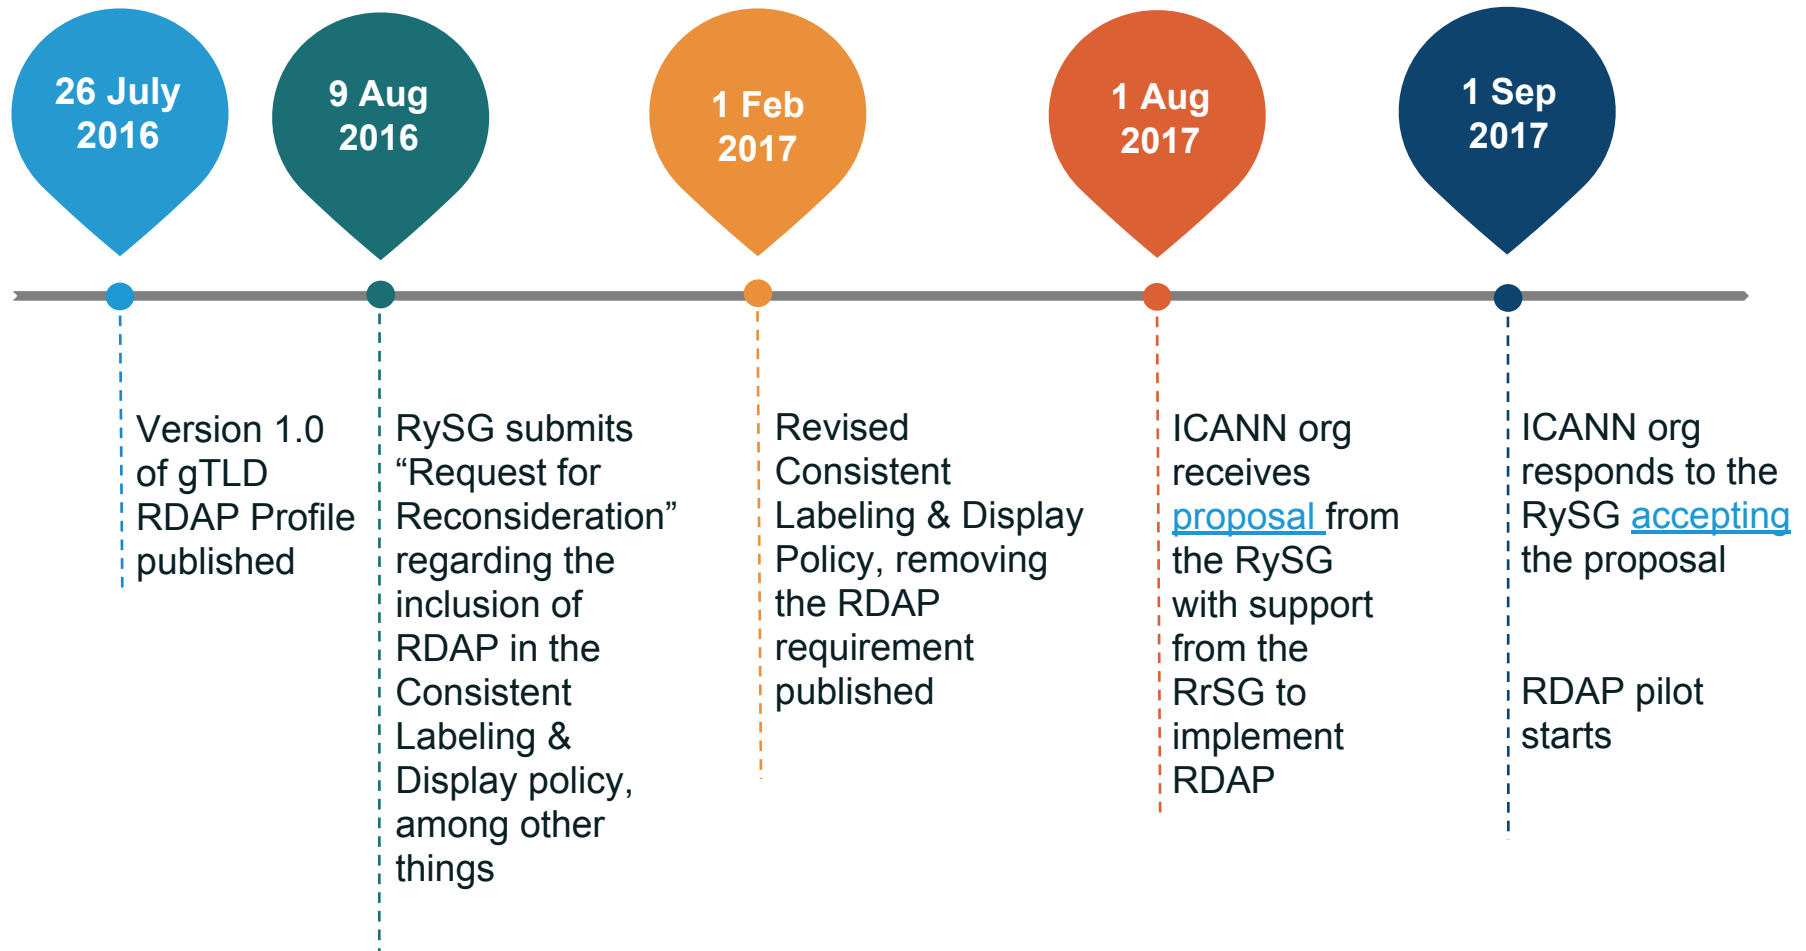 26 July
2016
9 Aug
2016
1 Feb
2017
1 Aug
2017
1 Sep
2017
Version 1.0
of gTLD
RDAP Profile
published
RySG submits
“Request for
Reconsideration”
regarding the
inclusion of
RDAP in the
Consistent
Labeling &
Display policy,
among other
things
Revised
Consistent
Labeling & Display
Policy, removing
the RDAP
requirement
published
ICANN org
receives
proposal from
the RySG
with support
from the
RrSG to
implement
RDAP
ICANN org
responds to the
RySG accepting
the proposal
RDAP pilot
starts